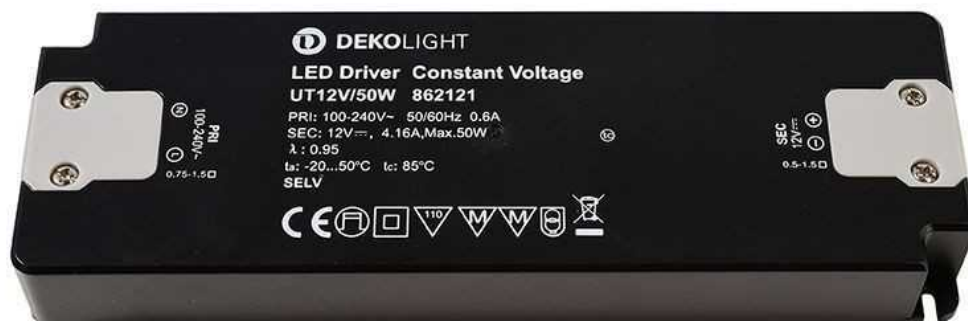 DEKOLIGHT
LED Driver Constant Voltage
UT12V/50W 862121
PRI: 100-240V~ 50/60Hz 0.6A
SEC: 12V⎓, 4.16A,Max.50W
λ : 0.95
ta: -20...50°C tc: 85°C
SELV
CE
110
M
M
PRI
100-240V~
N
L
0.75-1.5□
tc
SEC
12V⎓
+
−
0.5-1.5□